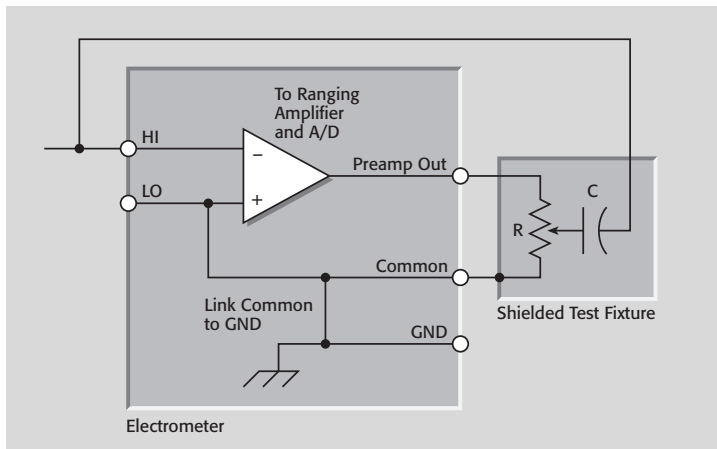 To Ranging
Amplifier
and A/D
HI
−
Preamp Out
LO
+
C
R
Common
Link Common
to GND
GND
Shielded Test Fixture
Electrometer